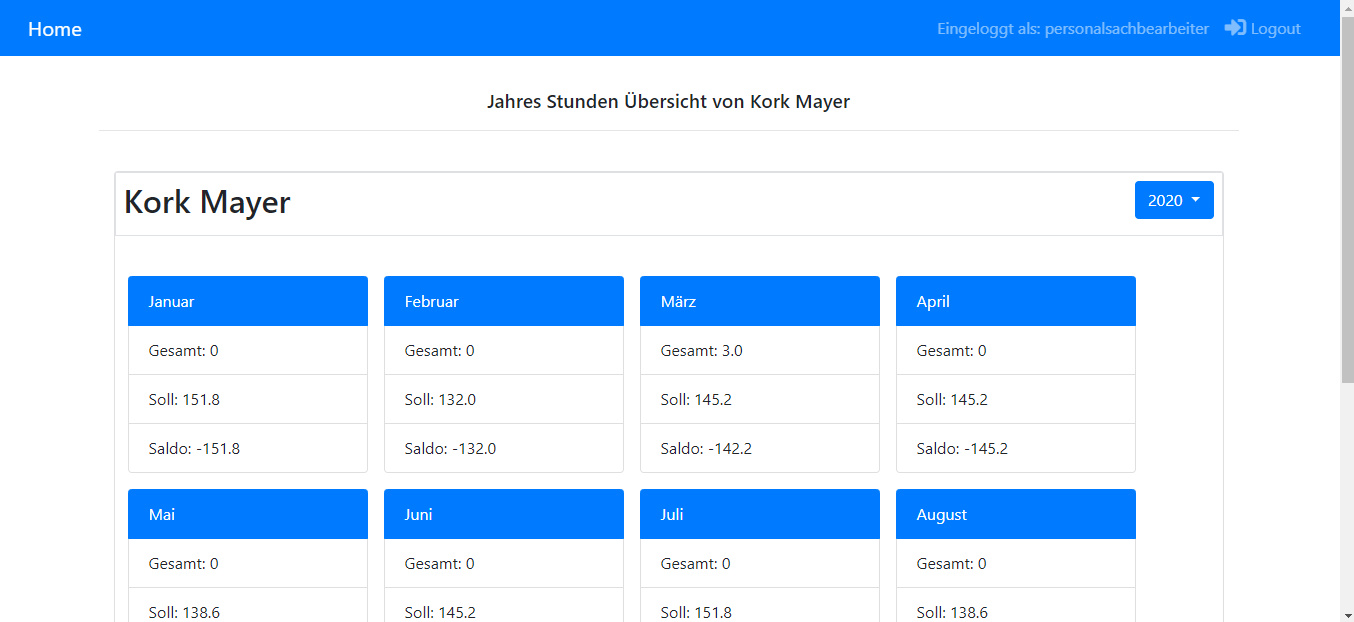 Home
Eingeloggt als: personalsachbearbeiter Logout
Jahres Stunden Übersicht von Kork Mayer
Kork Mayer
2020
Januar
Gesamt: 0
Soll: 151.8
Saldo: -151.8
Februar
Gesamt: 0
Soll: 132.0
Saldo: -132.0
März
Gesamt: 3.0
Soll: 145.2
Saldo: -142.2
April
Gesamt: 0
Soll: 145.2
Saldo: -145.2
Mai
Gesamt: 0
Soll: 138.6
Juni
Gesamt: 0
Soll: 145.2
Juli
Gesamt: 0
Soll: 151.8
August
Gesamt: 0
Soll: 138.6